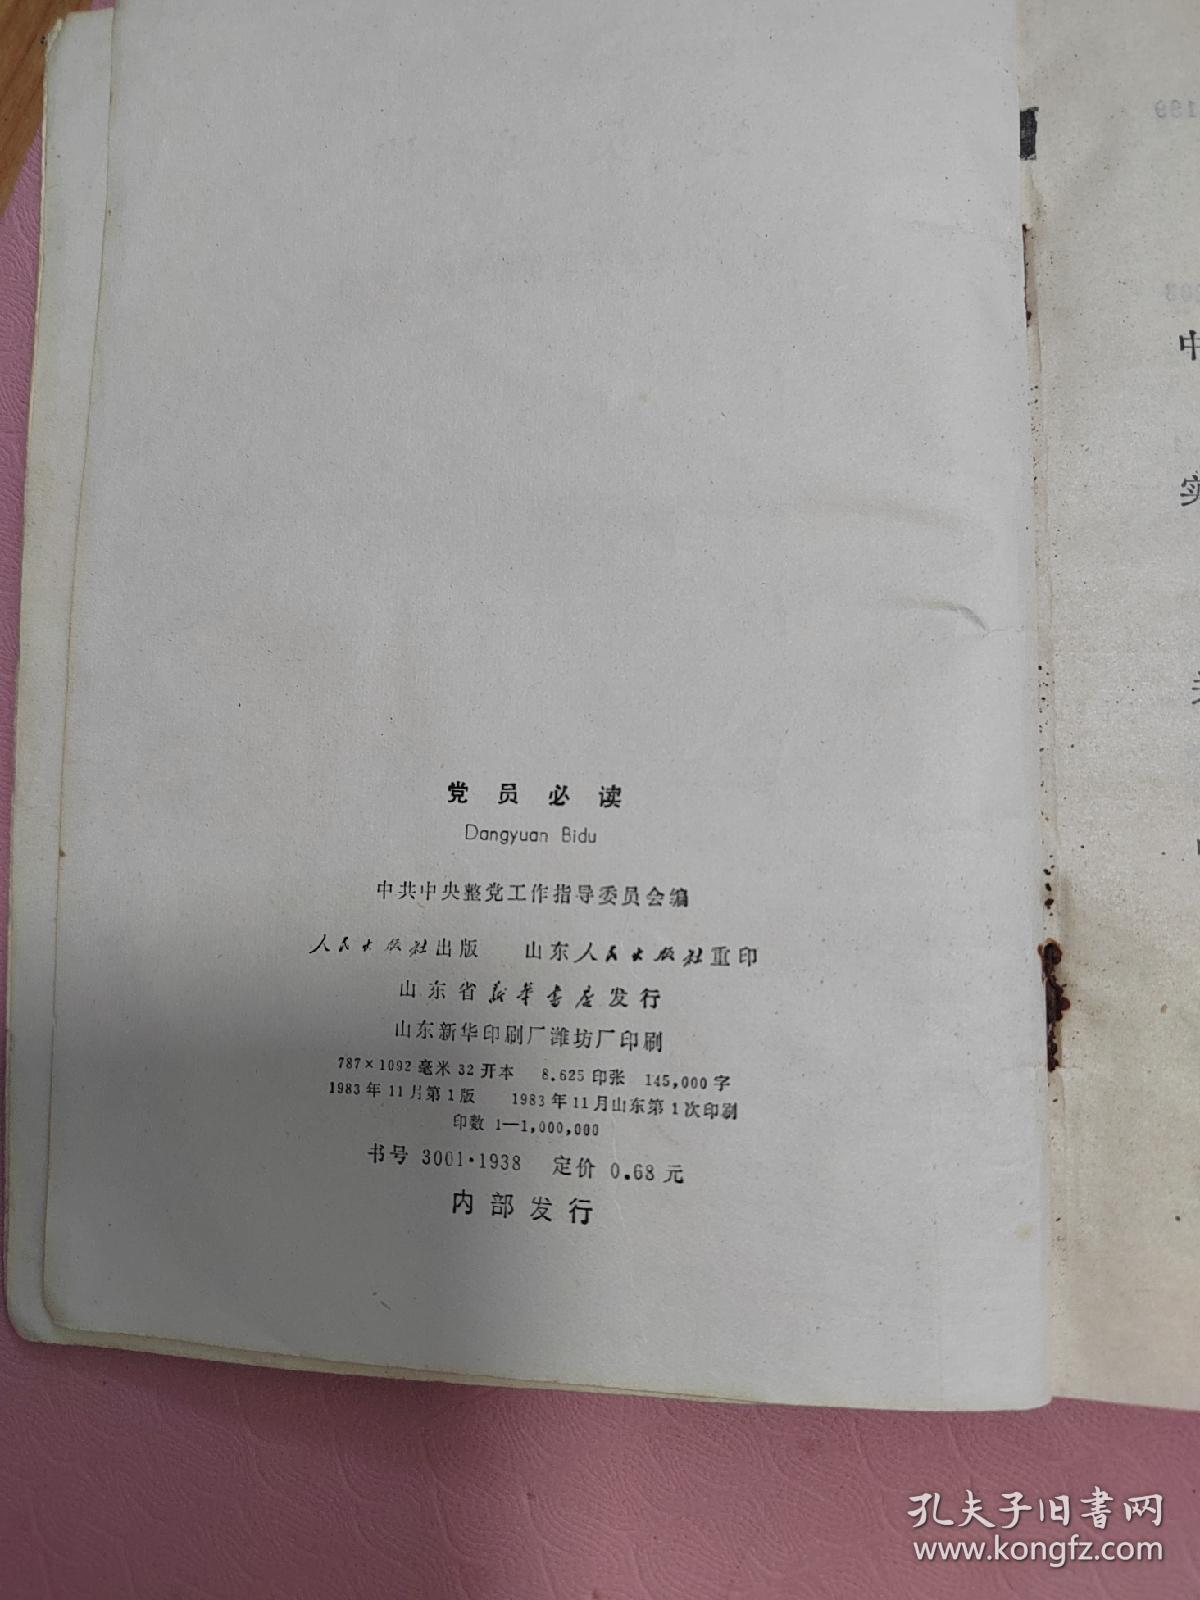 党员必读
Dangyuan Bidu
中共中央整党工作指导委员会编
人民出版社出版 山东人民出版社重印
山东省新华书店发行
山东新华印刷厂潍坊厂印刷
787×1092毫米32开本 8.625印张 145,000字
1983年11月第1版 1983年11月山东第1次印刷
印数 1—1,000,000
书号 3001·1938 定价 0.68元
内部发行
中
实
孔夫子旧书网
www.kongfz.com